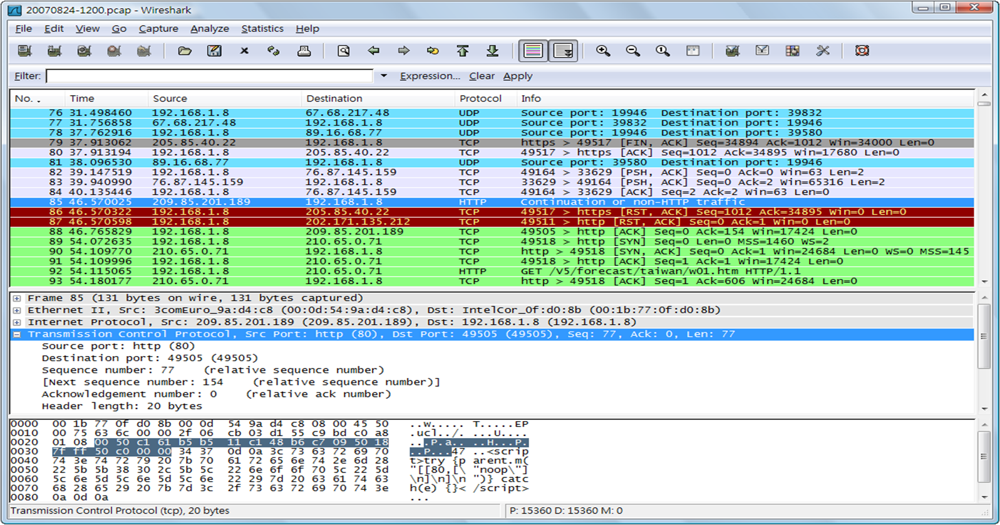 20070824-1200.pcap - Wireshark
File Edit View Go Capture Analyze Statistics Help
Filter: Expression... Clear Apply
No. . Time Source Destination Protocol Info
76 31.498460 192.168.1.8 67.68.217.48 UDP Source port: 19946 Destination port: 39832
77 31.756858 67.68.217.48 192.168.1.8 UDP Source port: 39832 Destination port: 19946
78 37.762916 192.168.1.8 89.16.68.77 UDP Source port: 19946 Destination port: 39580
79 37.913062 205.85.40.22 192.168.1.8 TCP https > 49517 [FIN, ACK] Seq=34894 Ack=1012 Win=34000 Len=0
80 37.913194 192.168.1.8 205.85.40.22 TCP 49517 > https [ACK] Seq=1012 Ack=34895 Win=17680 Len=0
81 38.096530 89.16.68.77 192.168.1.8 UDP Source port: 39580 Destination port: 19946
82 39.147519 192.168.1.8 76.87.145.159 TCP 49164 > 33629 [PSH, ACK] Seq=0 Ack=0 Win=63 Len=2
83 39.940990 76.87.145.159 192.168.1.8 TCP 33629 > 49164 [PSH, ACK] Seq=0 Ack=2 Win=65316 Len=2
84 40.135446 192.168.1.8 76.87.145.159 TCP 49164 > 33629 [ACK] Seq=2 Ack=2 Win=63 Len=0
85 46.570025 209.85.201.189 192.168.1.8 HTTP Continuation or non-HTTP traffic
86 46.570322 192.168.1.8 205.85.40.22 TCP 49517 > https [RST, ACK] Seq=1012 Ack=34895 Win=0 Len=0
87 46.570598 192.168.1.8 202.171.135.212 TCP 49511 > http [RST, ACK] Seq=0 Ack=1 Win=0 Len=0
88 46.765829 192.168.1.8 209.85.201.189 TCP 49505 > http [ACK] Seq=0 Ack=154 Win=17424 Len=0
89 54.072635 192.168.1.8 210.65.0.71 TCP 49518 > http [SYN] Seq=0 Len=0 MSS=1460 WS=2
90 54.109770 210.65.0.71 192.168.1.8 TCP http > 49518 [SYN, ACK] Seq=0 Ack=1 Win=24684 Len=0 WS=0 MSS=145
91 54.109996 192.168.1.8 210.65.0.71 TCP 49518 > http [ACK] Seq=1 Ack=1 Win=17424 Len=0
92 54.115065 192.168.1.8 210.65.0.71 HTTP GET /V5/forecast/taiwan/w01.htm HTTP/1.1
93 54.180177 210.65.0.71 192.168.1.8 TCP http > 49518 [ACK] Seq=1 Ack=606 Win=24684 Len=0
Frame 85 (131 bytes on wire, 131 bytes captured)
Ethernet II, Src: 3comEuro_9a:d4:c8 (00:0d:54:9a:d4:c8), Dst: IntelCor_0f:d0:8b (00:1b:77:0f:d0:8b)
Internet Protocol, Src: 209.85.201.189 (209.85.201.189), Dst: 192.168.1.8 (192.168.1.8)
Transmission Control Protocol, Src Port: http (80), Dst Port: 49505 (49505), Seq: 77, Ack: 0, Len: 77
Source port: http (80)
Destination port: 49505 (49505)
Sequence number: 77 (relative sequence number)
[Next sequence number: 154 (relative sequence number)]
Acknowledgement number: 0 (relative ack number)
Header length: 20 bytes
0000 00 1b 77 0f d0 8b 00 0d 54 9a d4 c8 08 00 45 50 ..w..... T.....EP
0010 00 75 63 6c 00 00 2f 06 cb 03 d1 55 c9 bd c0 a8 .ucl../. ...U....
0020 01 08 00 50 c1 61 b5 b5 11 c1 48 b6 c7 09 50 18 ...P.a.. ..H...P.
0030 7f ff 50 c0 00 00 34 37 0d 0a 3c 73 63 72 69 70 ..P...47 ..<scrip
0040 74 3e 74 72 79 20 7b 70 61 72 65 6e 74 2e 6d 28 t>try {p arent.m(
0050 22 5b 5b 38 30 2c 5b 5c 22 6e 6f 6f 70 5c 22 5d "[[80,[\ "noop\"]
0060 5c 6e 5d 5c 6e 5d 5c 6e 22 29 7d 20 63 61 74 63 \n]\n]\n ")} catc
0070 68 28 65 29 20 7b 7d 3c 2f 73 63 72 69 70 74 3e h(e) {}< /script>
0080 0a 0d 0a ...
Transmission Control Protocol (tcp), 20 bytes P: 15360 D: 15360 M: 0